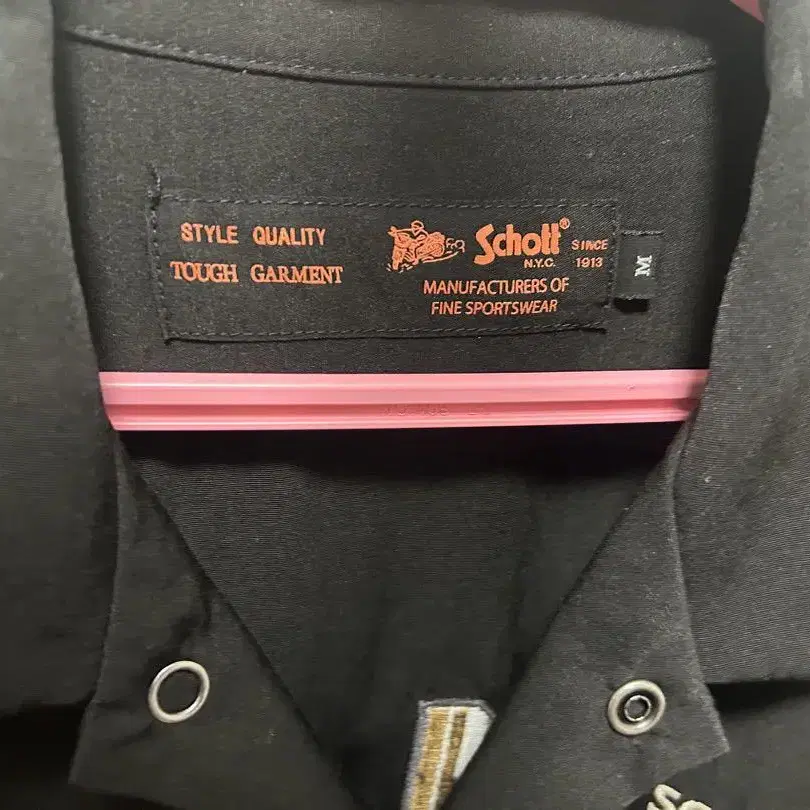 STYLE QUALITY
TOUGH GARMENT
Schott®
N.Y.C.
SINCE
1913
MANUFACTURERS OF
FINE SPORTSWEAR
M